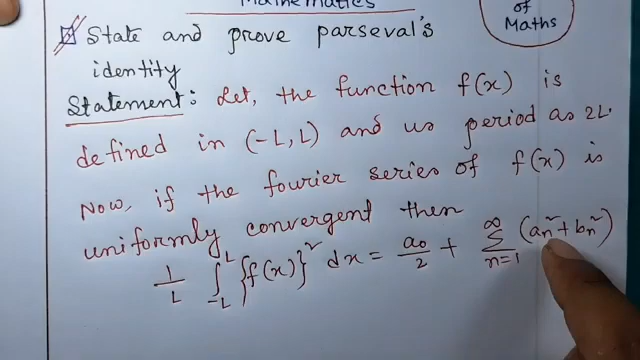 Mathematics
of
Maths
State and prove parseval's
identity
Statement: Let, the function f(x) is
defined in (-L, L) and us period as 2L.
Now, if the fourier series of f(x) is
uniformly convergent then
1/L ∫_{-L}^{L} {f(x)}² dx = a₀/2 + Σ_{n=1}^{∞} (aₙ² + bₙ²)